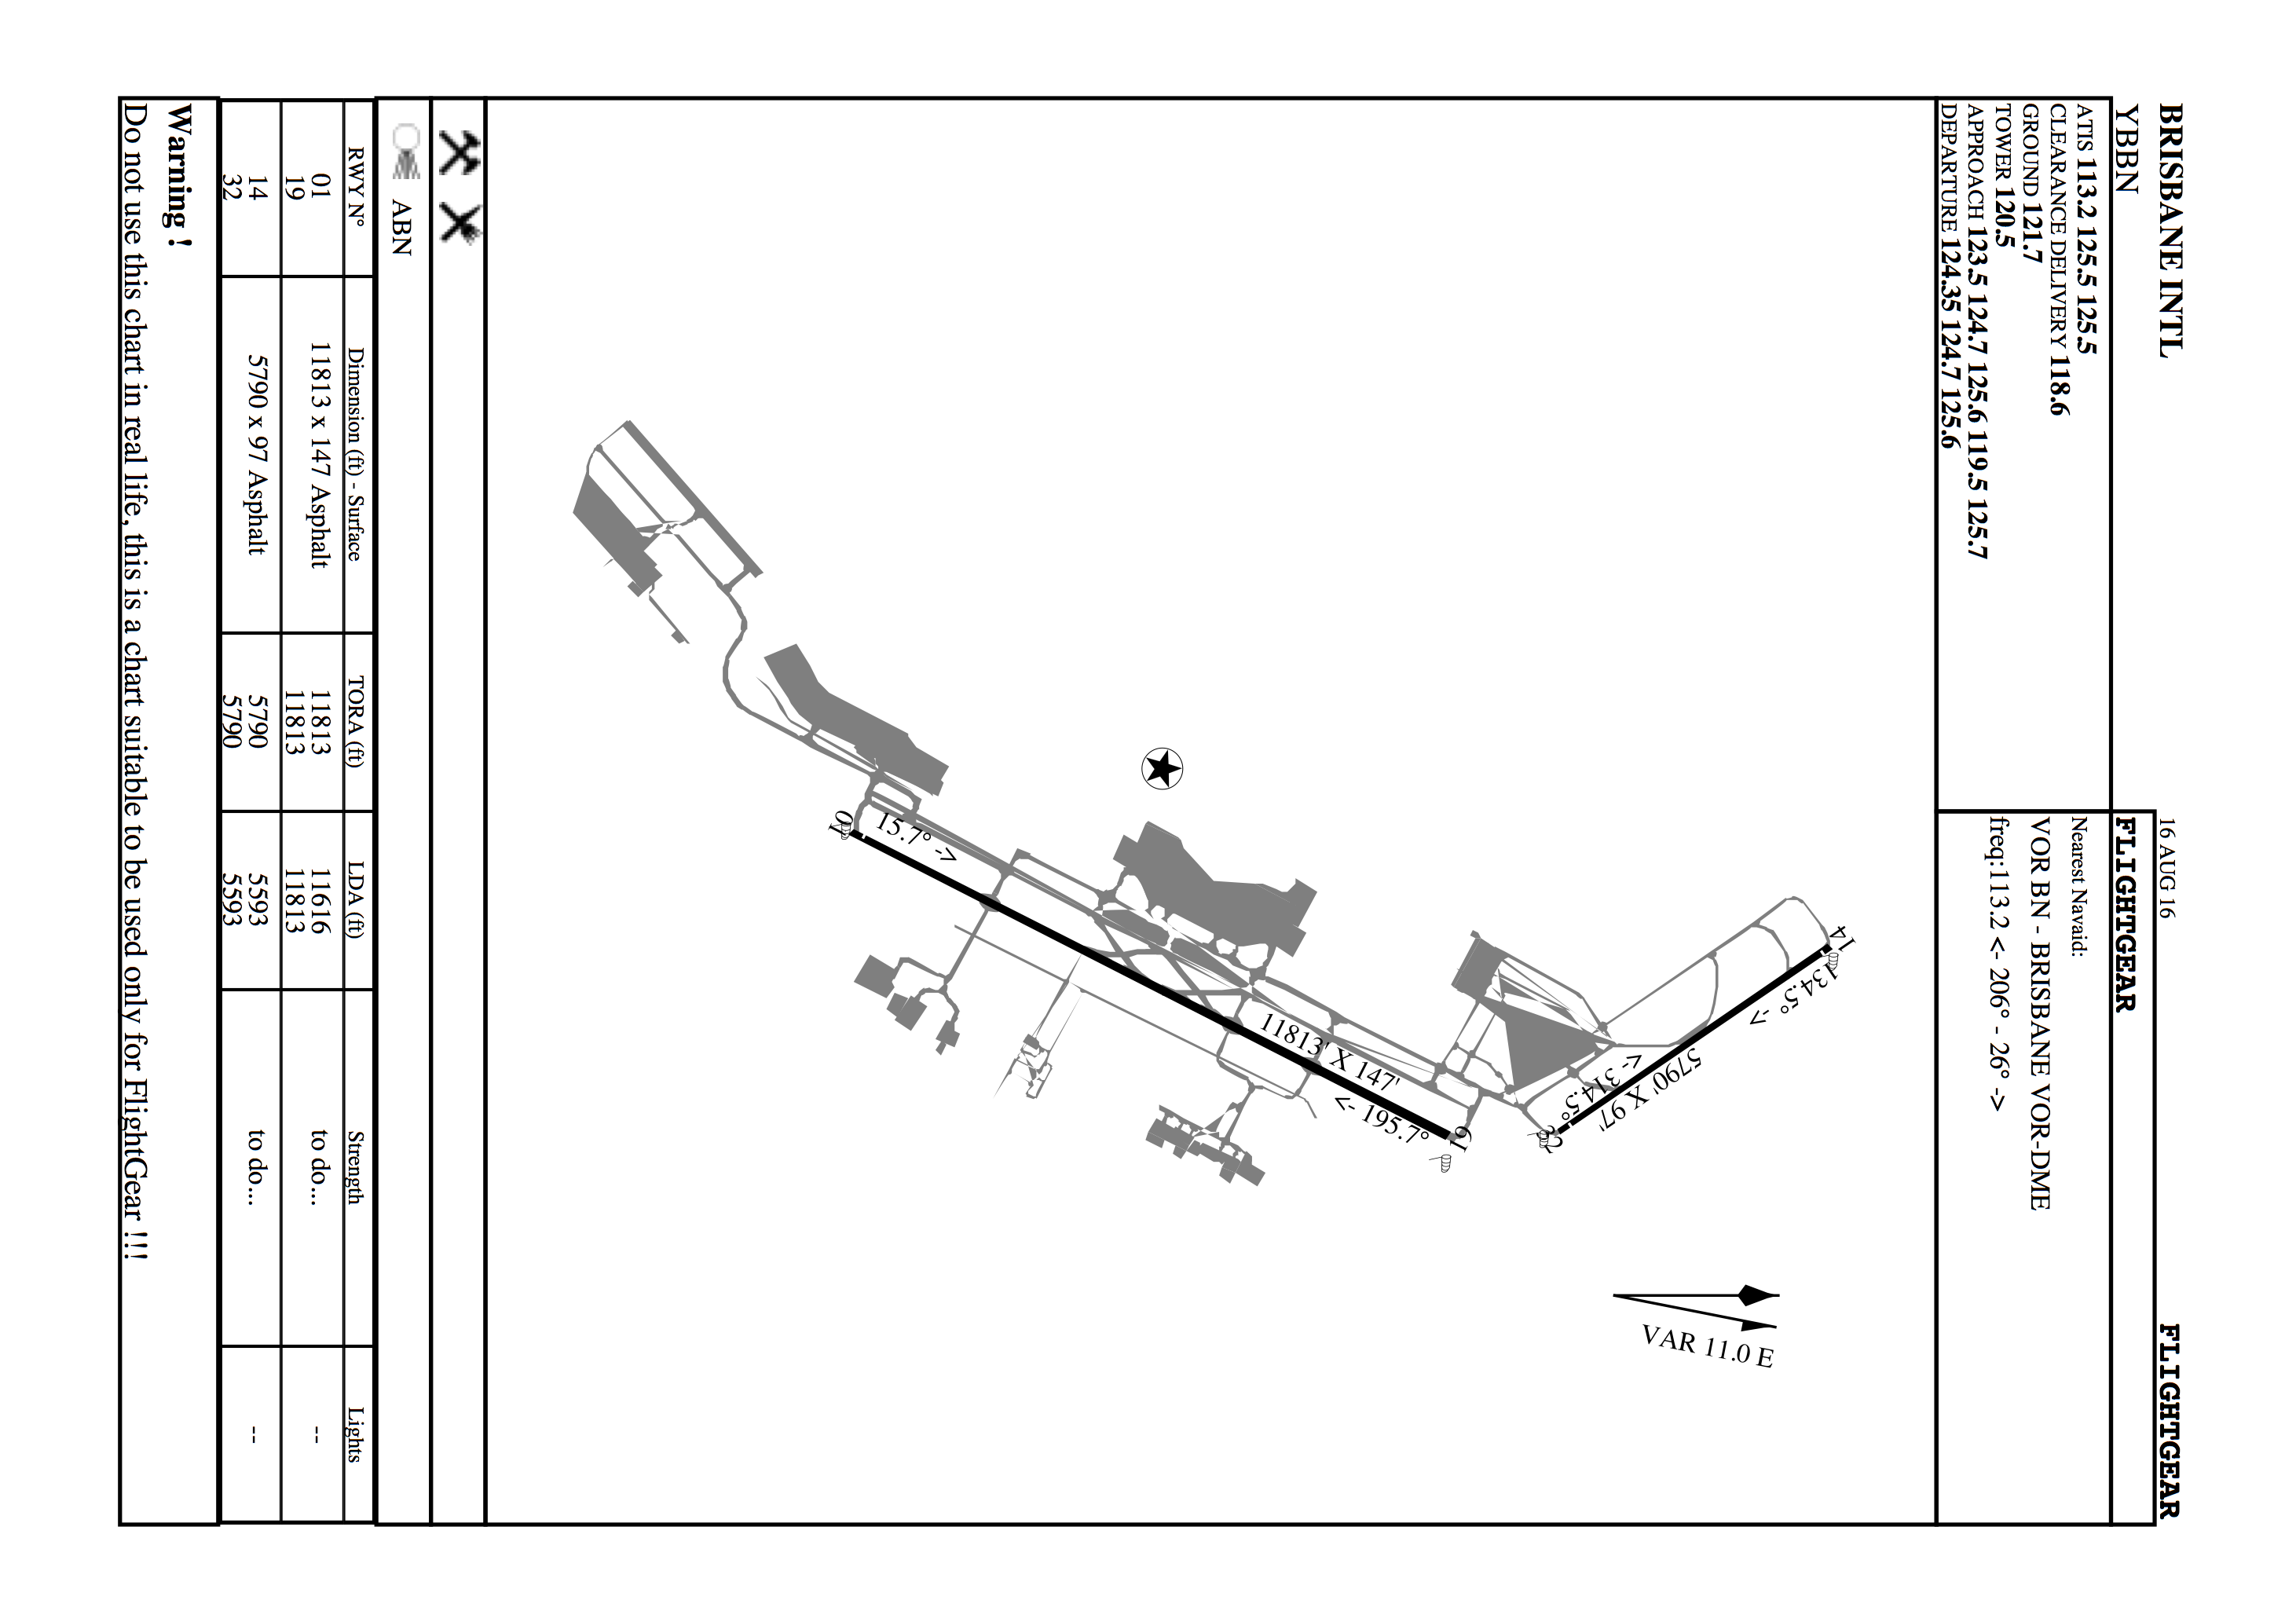 BRISBANE INTL
16 AUG 16
FLIGHTGEAR
YBBN
FLIGHTGEAR
ATIS 113.2 125.5 125.5
CLEARANCE DELIVERY 118.6
GROUND 121.7
TOWER 120.5
APPROACH 123.5 124.7 125.6 119.5 125.7
DEPARTURE 124.35 124.7 125.6
Nearest Navaid:
VOR BN - BRISBANE VOR-DME
freq:113.2 <- 206° - 26° ->
14
134.5° ->
5790' X 97'
<- 314.5°
32
VAR 11.0 E
19
<- 195.7°
11813' X 147'
15.7° ->
01
ABN
RWY N° Dimension (ft) - Surface TORA (ft) LDA (ft) Strength Lights
01 11813 x 147 Asphalt 11813 11616 to do... --
19 11813 11813
14 5790 x 97 Asphalt 5790 5593 to do... --
32 5790 5593
Warning !
Do not use this chart in real life, this is a chart suitable to be used only for FlightGear !!!